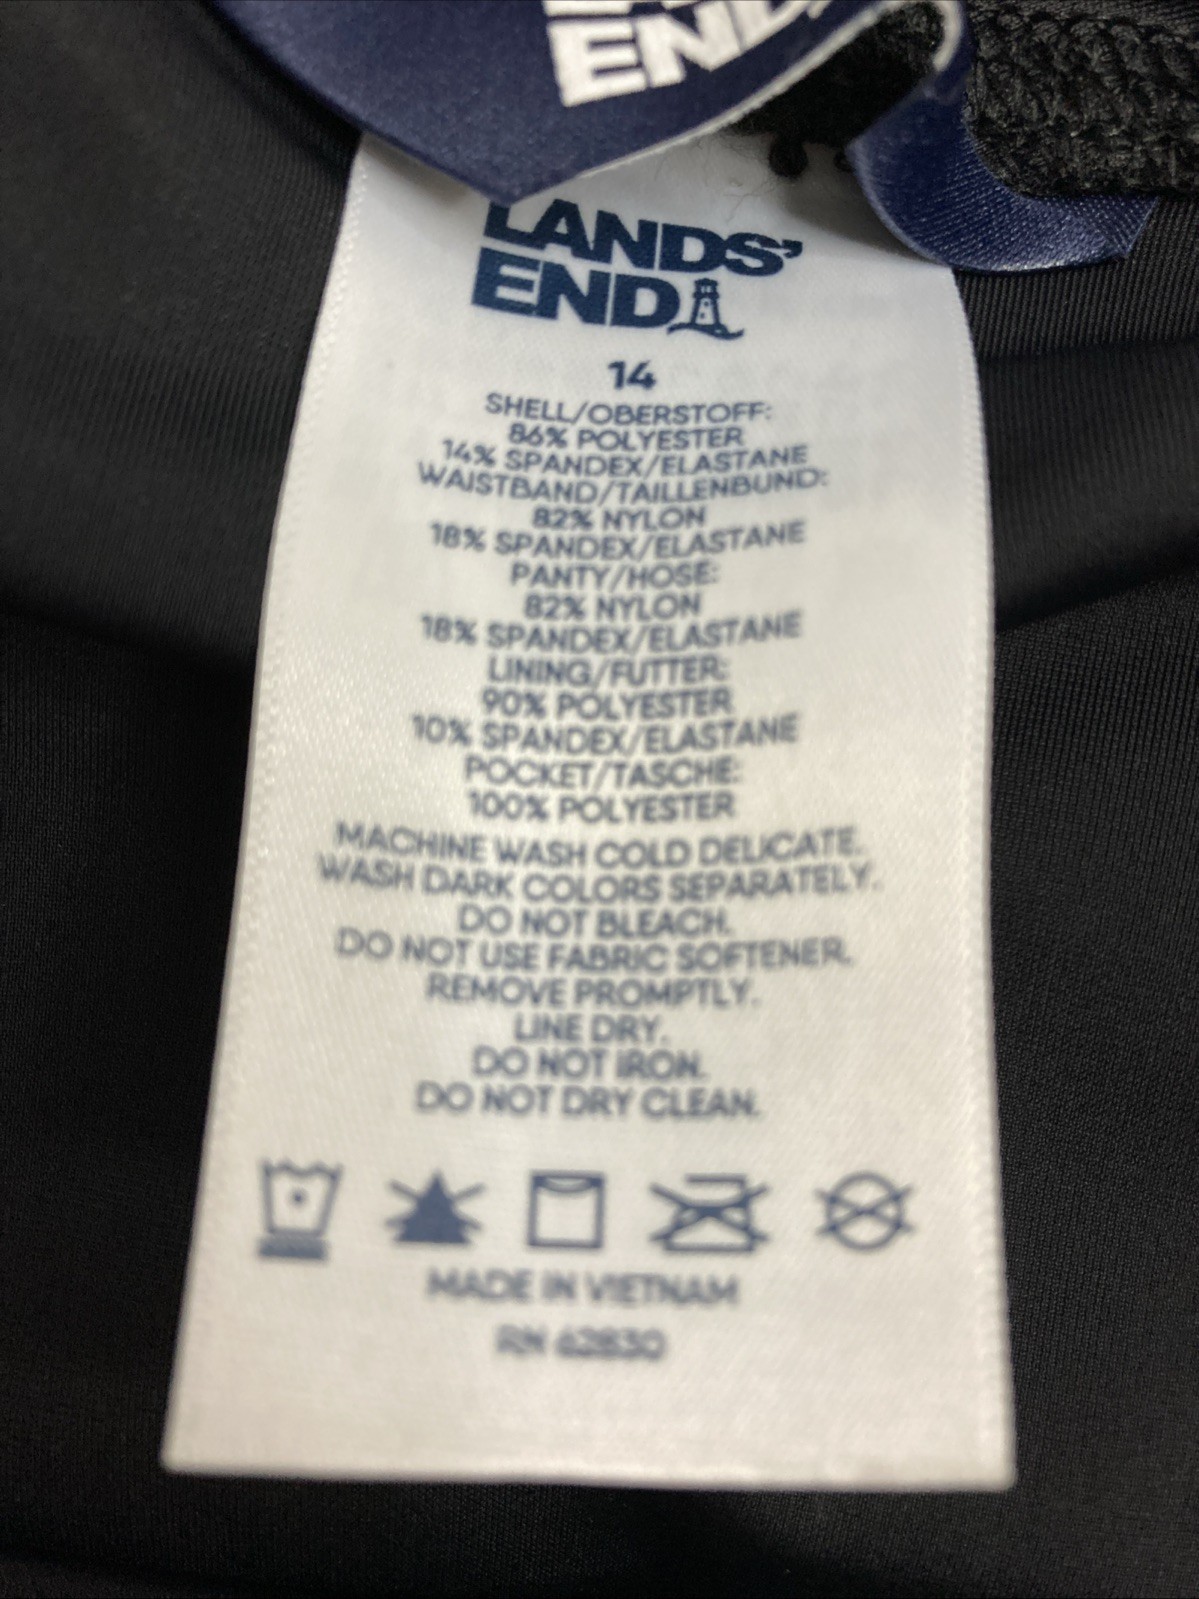 END
LANDS'
END
14
SHELL/OBERSTOFF:
86% POLYESTER
14% SPANDEX/ELASTANE
WAISTBAND/TAILLENBUND:
82% NYLON
18% SPANDEX/ELASTANE
PANTY/HOSE:
82% NYLON
18% SPANDEX/ELASTANE
LINING/FUTTER:
90% POLYESTER
10% SPANDEX/ELASTANE
POCKET/TASCHE:
100% POLYESTER
MACHINE WASH COLD DELICATE.
WASH DARK COLORS SEPARATELY.
DO NOT BLEACH.
DO NOT USE FABRIC SOFTENER.
REMOVE PROMPTLY.
LINE DRY.
DO NOT IRON.
DO NOT DRY CLEAN.
MADE IN VIETNAM
RN 62830